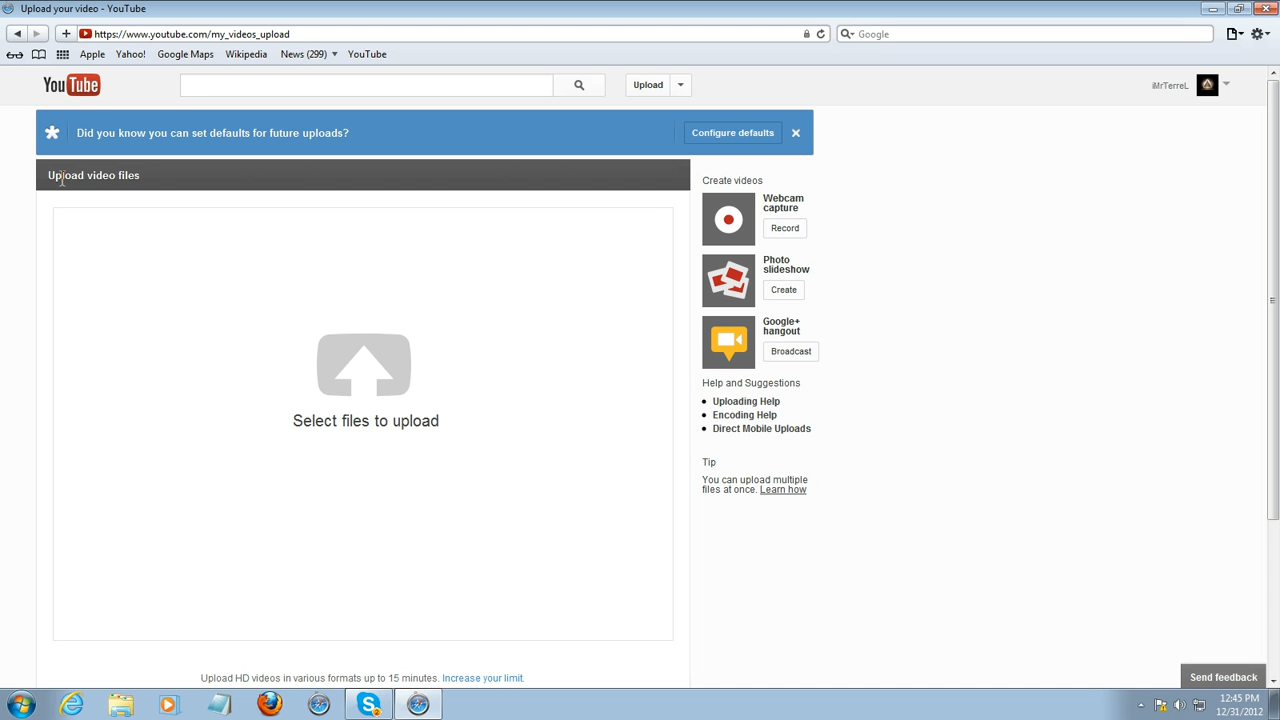 Upload your video - YouTube
https://www.youtube.com/my_videos_upload
Google
Apple Yahoo! Google Maps Wikipedia News (299) YouTube
YouTube
Upload
iMrTerreL
Did you know you can set defaults for future uploads?
Configure defaults
Upload video files
Select files to upload
Upload HD videos in various formats up to 15 minutes. Increase your limit.
Create videos
Webcam
capture
Record
Photo
slideshow
Create
Google+
hangout
Broadcast
Help and Suggestions
Uploading Help
Encoding Help
Direct Mobile Uploads
Tip
You can upload multiple
files at once. Learn how
Send feedback
12:45 PM
12/31/2012